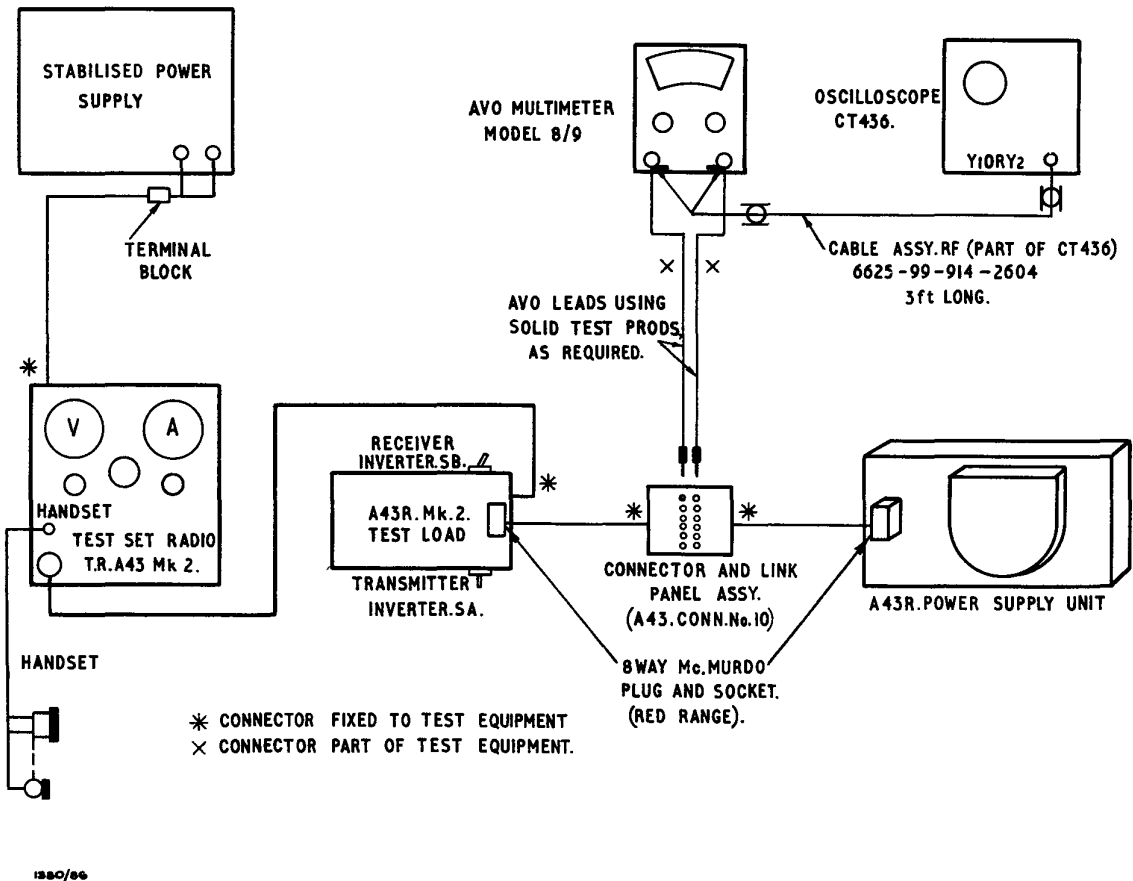 STABILISED POWER
SUPPLY
TERMINAL
BLOCK
AVO MULTIMETER
MODEL 8/9
OSCILLOSCOPE
CT436.
Y1ORY2
CABLE ASSY.RF (PART OF CT436)
6625-99-914-2604
3ft LONG.
× ×
AVO LEADS USING
SOLID TEST PRODS
AS REQUIRED.
V A
HANDSET
TEST SET RADIO
T.R.A43 Mk 2.
RECEIVER
INVERTER.SB.
A43R.Mk.2.
TEST LOAD
TRANSMITTER
INVERTER.SA.
CONNECTOR AND LINK
PANEL ASSY.
(A43.CONN.No.10)
A43R.POWER SUPPLY UNIT
8WAY Mc.MURDO
PLUG AND SOCKET.
(RED RANGE).
HANDSET
✳ CONNECTOR FIXED TO TEST EQUIPMENT
× CONNECTOR PART OF TEST EQUIPMENT.
1380/86